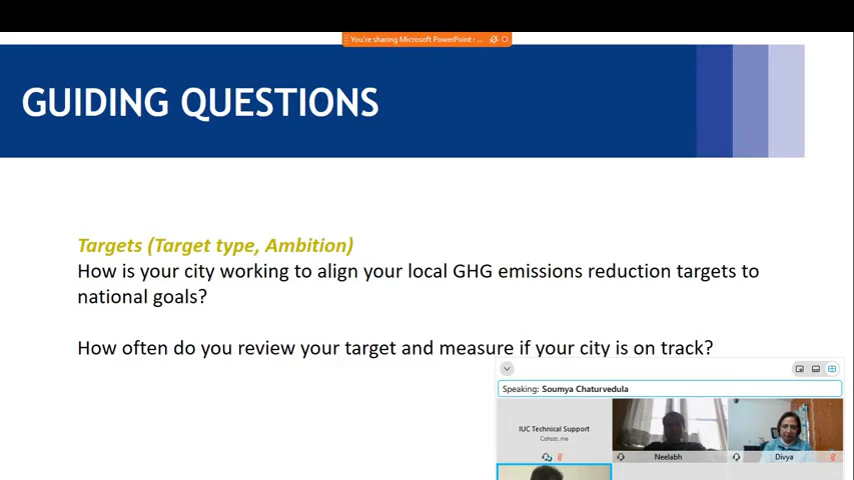 You're sharing Microsoft PowerPoint : ...
GUIDING QUESTIONS
Targets (Target type, Ambition)
How is your city working to align your local GHG emissions reduction targets to
national goals?
How often do you review your target and measure if your city is on track?
Speaking: Soumya Chaturvedula
IUC Technical Support
Cohost, me
Neelabh
Divya